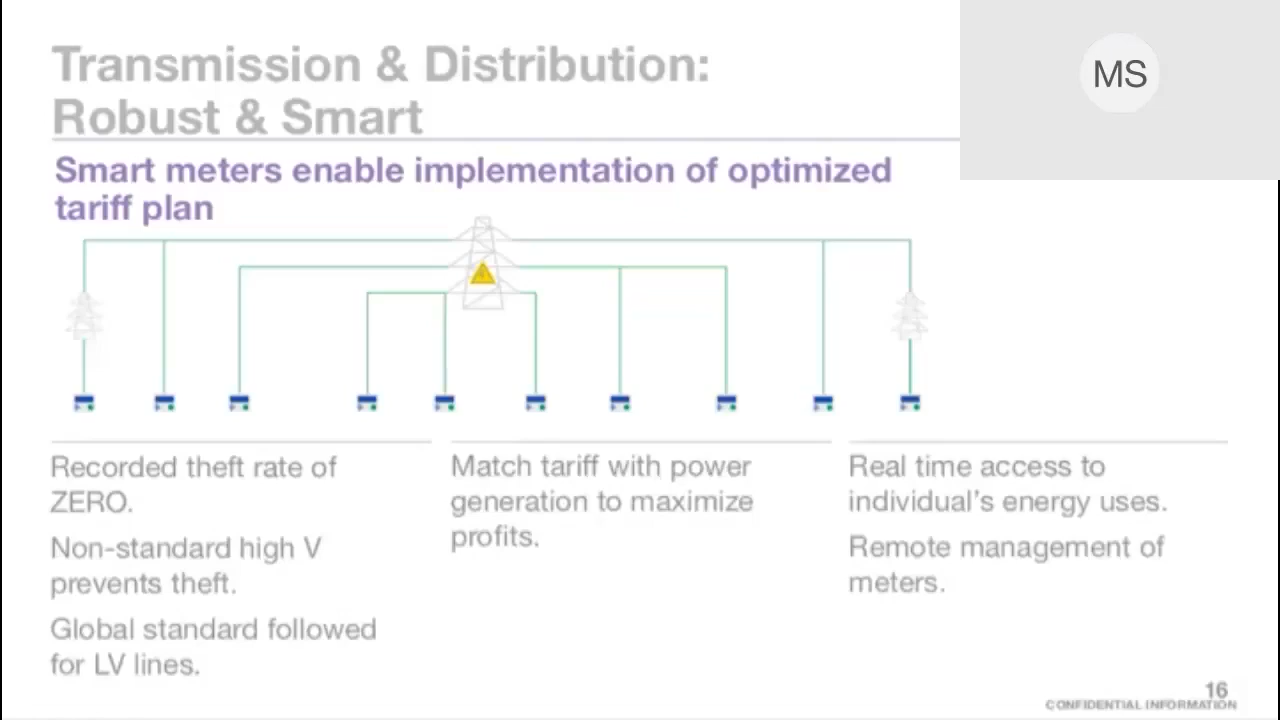 Transmission & Distribution:
Robust & Smart
MS
Smart meters enable implementation of optimized
tariff plan
Recorded theft rate of
ZERO.
Non-standard high V
prevents theft.
Global standard followed
for LV lines.
Match tariff with power
generation to maximize
profits.
Real time access to
individual's energy uses.
Remote management of
meters.
16
CONFIDENTIAL INFORMATION